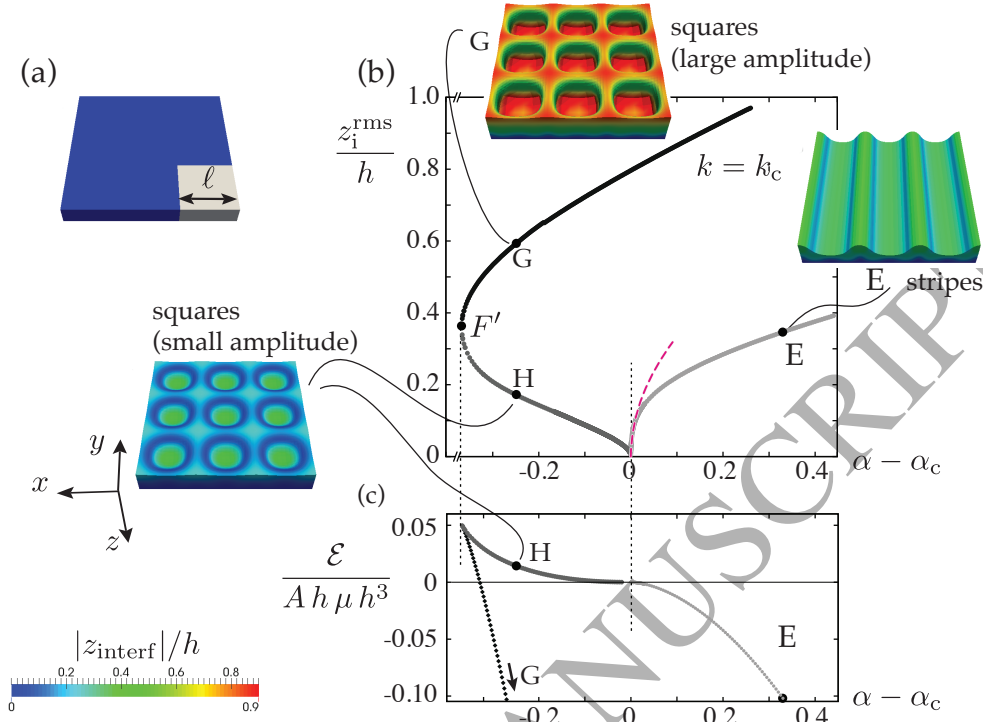 (a)
ℓ
(b)
G
squares
(large amplitude)
1.0
0.8
0.6
0.4
0.2
0
z_i^rms / h
k = k_c
G
F′
H
E
E
stripes
-0.2
0
0.2
0.4
α − α_c
squares
(small amplitude)
y
x
z
(c)
0.05
0
-0.05
-0.10
ℰ / A h μ h³
H
G
E
-0.2
0
0.2
0.4
α − α_c
|z_interf|/h
0
0.2
0.4
0.6
0.8
0.9
ANUSCRIPT